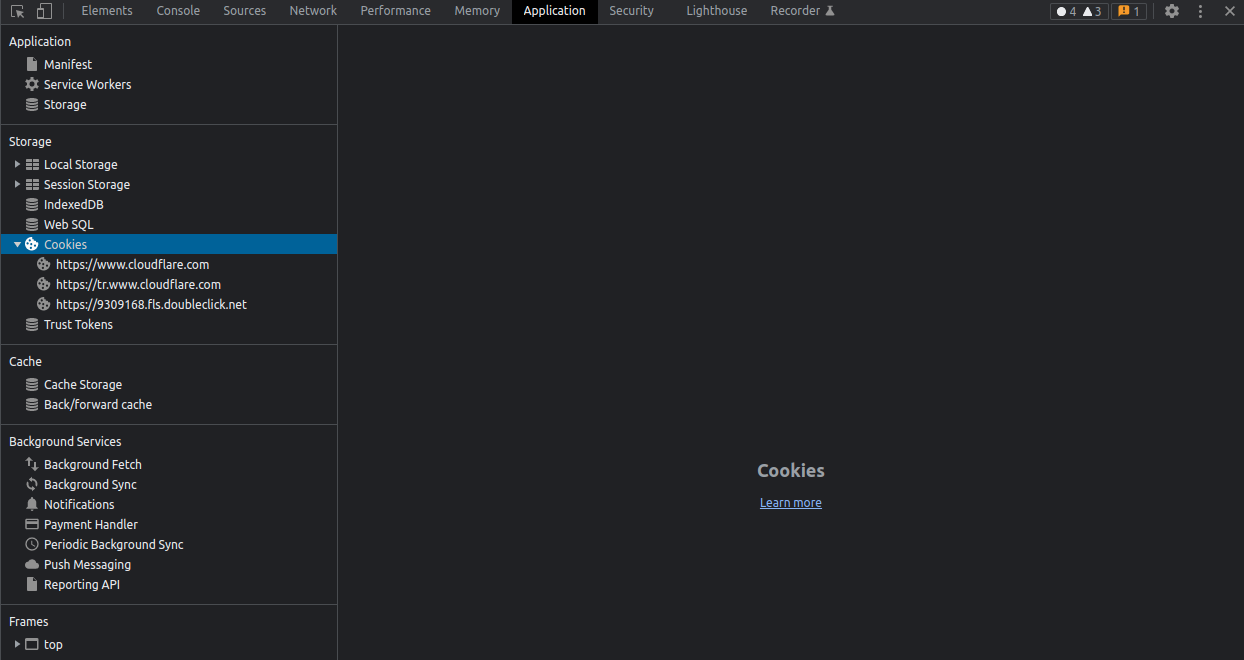 Elements Console Sources Network Performance Memory Application Security Lighthouse Recorder 4 3 1
Application
Manifest
Service Workers
Storage
Storage
Local Storage
Session Storage
IndexedDB
Web SQL
Cookies
https://www.cloudflare.com
https://tr.www.cloudflare.com
https://9309168.fls.doubleclick.net
Trust Tokens
Cache
Cache Storage
Back/forward cache
Background Services
Background Fetch
Background Sync
Notifications
Payment Handler
Periodic Background Sync
Push Messaging
Reporting API
Frames
top
Cookies
Learn more